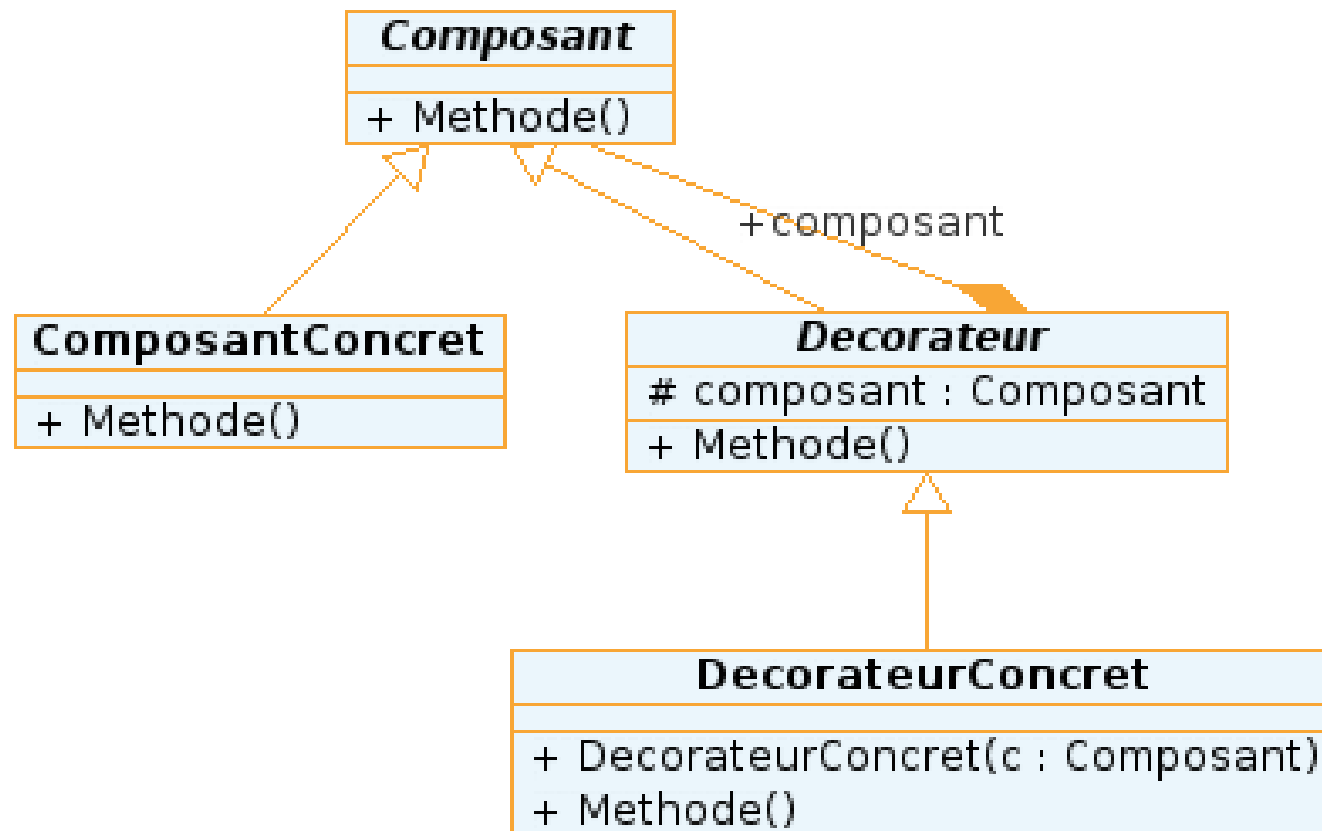 Composant
+ Methode()
+composant
ComposantConcret
+ Methode()
Decorateur
# composant : Composant
+ Methode()
DecorateurConcret
+ DecorateurConcret(c : Composant)
+ Methode()